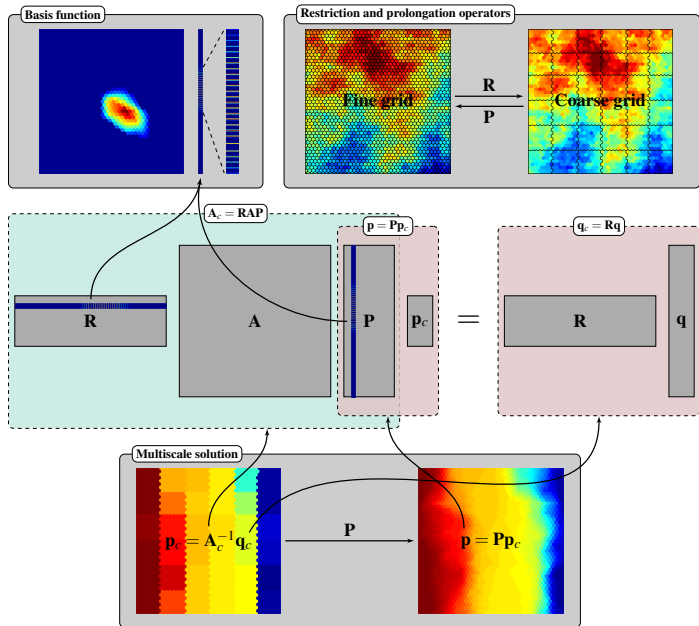 Basis function
Restriction and prolongation operators
Fine grid
R
P
Coarse grid
A_c = RAP
p = Pp_c
q_c = Rq
R
A
P
p_c
=
R
q
Multiscale solution
p_c = A_c^{-1} q_c
P
p = Pp_c